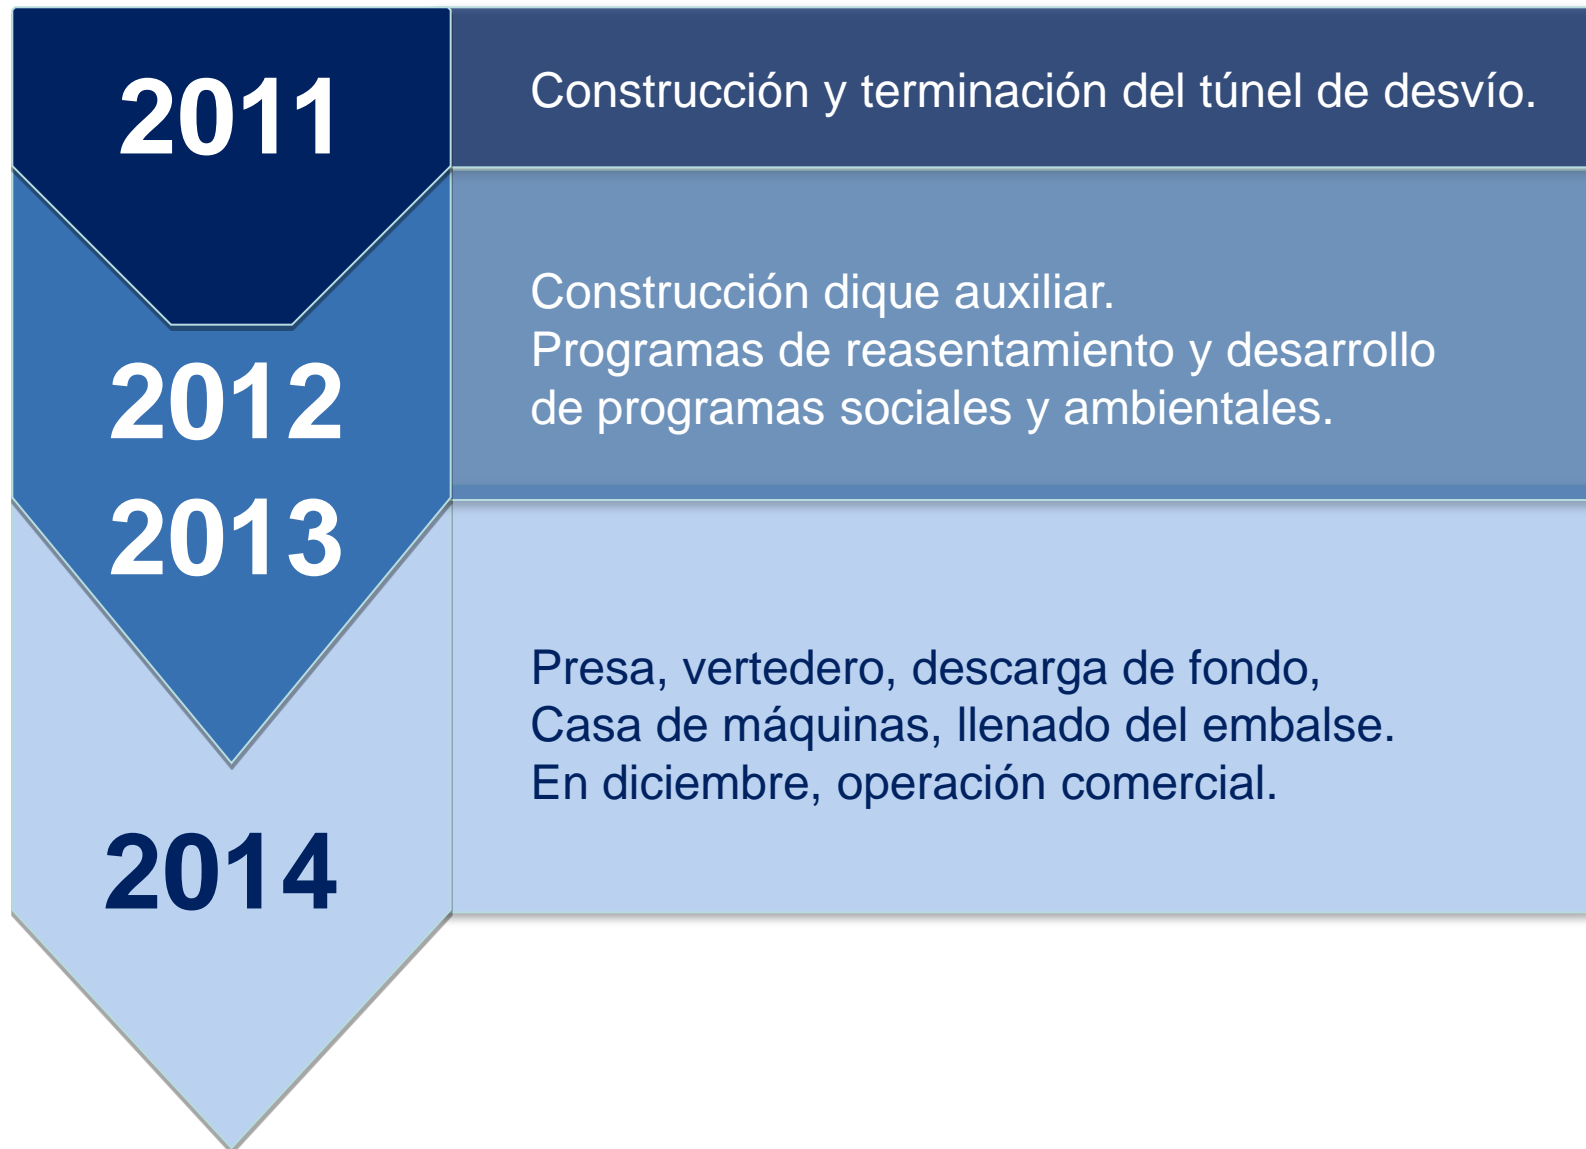 2011
Construcción y terminación del túnel de desvío.
2012
2013
Construcción dique auxiliar.
Programas de reasentamiento y desarrollo
de programas sociales y ambientales.
2014
Presa, vertedero, descarga de fondo,
Casa de máquinas, llenado del embalse.
En diciembre, operación comercial.